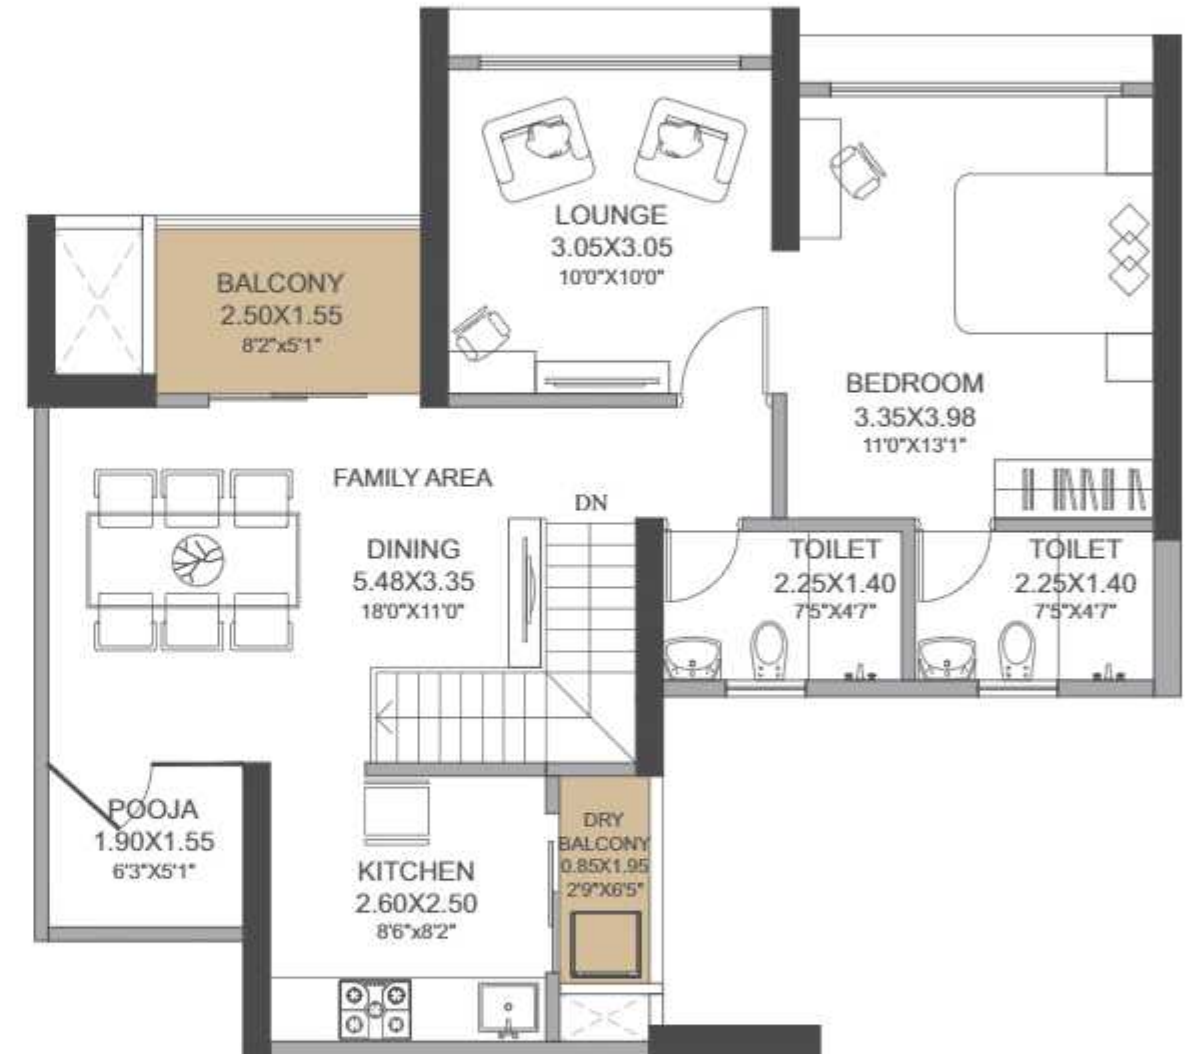 LOUNGE
3.05X3.05
10'0"X10'0"
BALCONY
2.50X1.55
8'2"x5'1"
BEDROOM
3.35X3.98
11'0"X13'1"
FAMILY AREA
DN
DINING
5.48X3.35
18'0"X11'0"
TOILET
2.25X1.40
7'5"X4'7"
TOILET
2.25X1.40
7'5"X4'7"
POOJA
1.90X1.55
6'3"X5'1"
KITCHEN
2.60X2.50
8'6"x8'2"
DRY
BALCONY
0.85X1.95
2'9"X6'5"